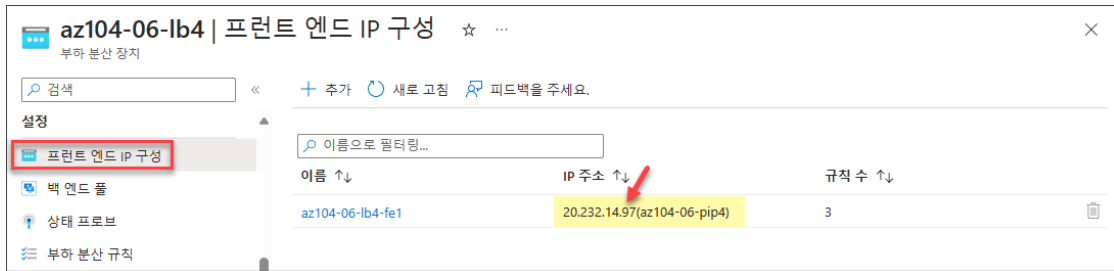 az104-06-lb4 | 프런트 엔드 IP 구성 ☆ ...
부하 분산 장치
검색 «
추가 새로 고침 피드백을 주세요.
설정
이름으로 필터링...
프런트 엔드 IP 구성
이름 ↑↓ IP 주소 ↑↓ 규칙 수 ↑↓
백 엔드 풀
az104-06-lb4-fe1 20.232.14.97(az104-06-pip4) 3
상태 프로브
부하 분산 규칙